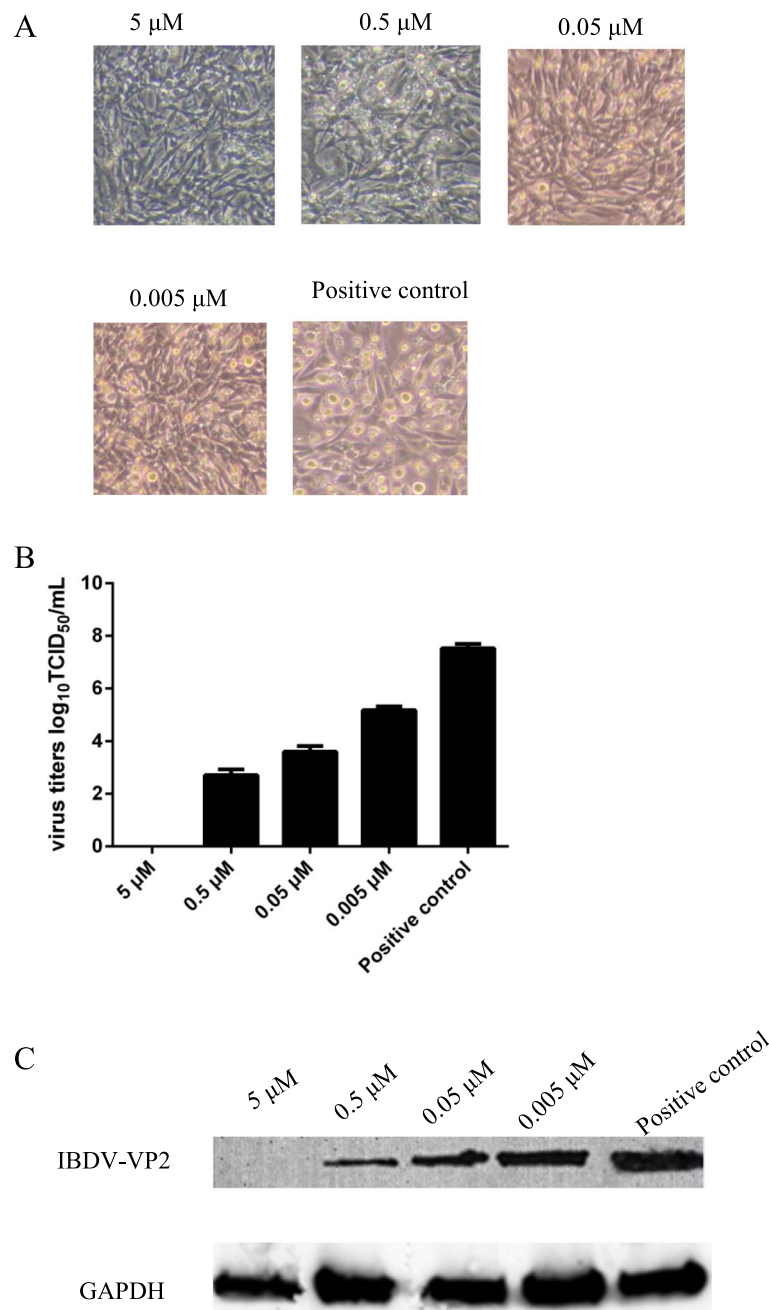 A
5 μM
0.5 μM
0.05 μM
0.005 μM
Positive control
B
virus titers log₁₀TCID₅₀/mL
10
8
6
4
2
0
5 μM
0.5 μM
0.05 μM
0.005 μM
Positive control
C
5 μM
0.5 μM
0.05 μM
0.005 μM
Positive control
IBDV-VP2
GAPDH